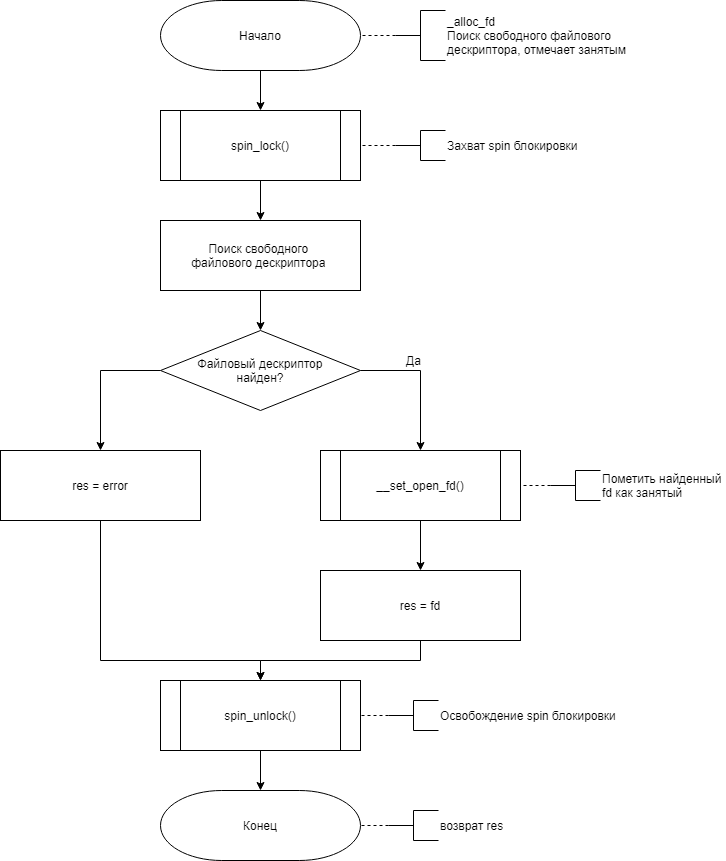 Начало
_alloc_fd
Поиск свободного файлового
дескриптора, отмечает занятым
spin_lock()
Захват spin блокировки
Поиск свободного
файлового дескриптора
Файловый дескриптор
найден?
Да
res = error
__set_open_fd()
Пометить найденный
fd как занятый
res = fd
spin_unlock()
Освобождение spin блокировки
Конец
возврат res